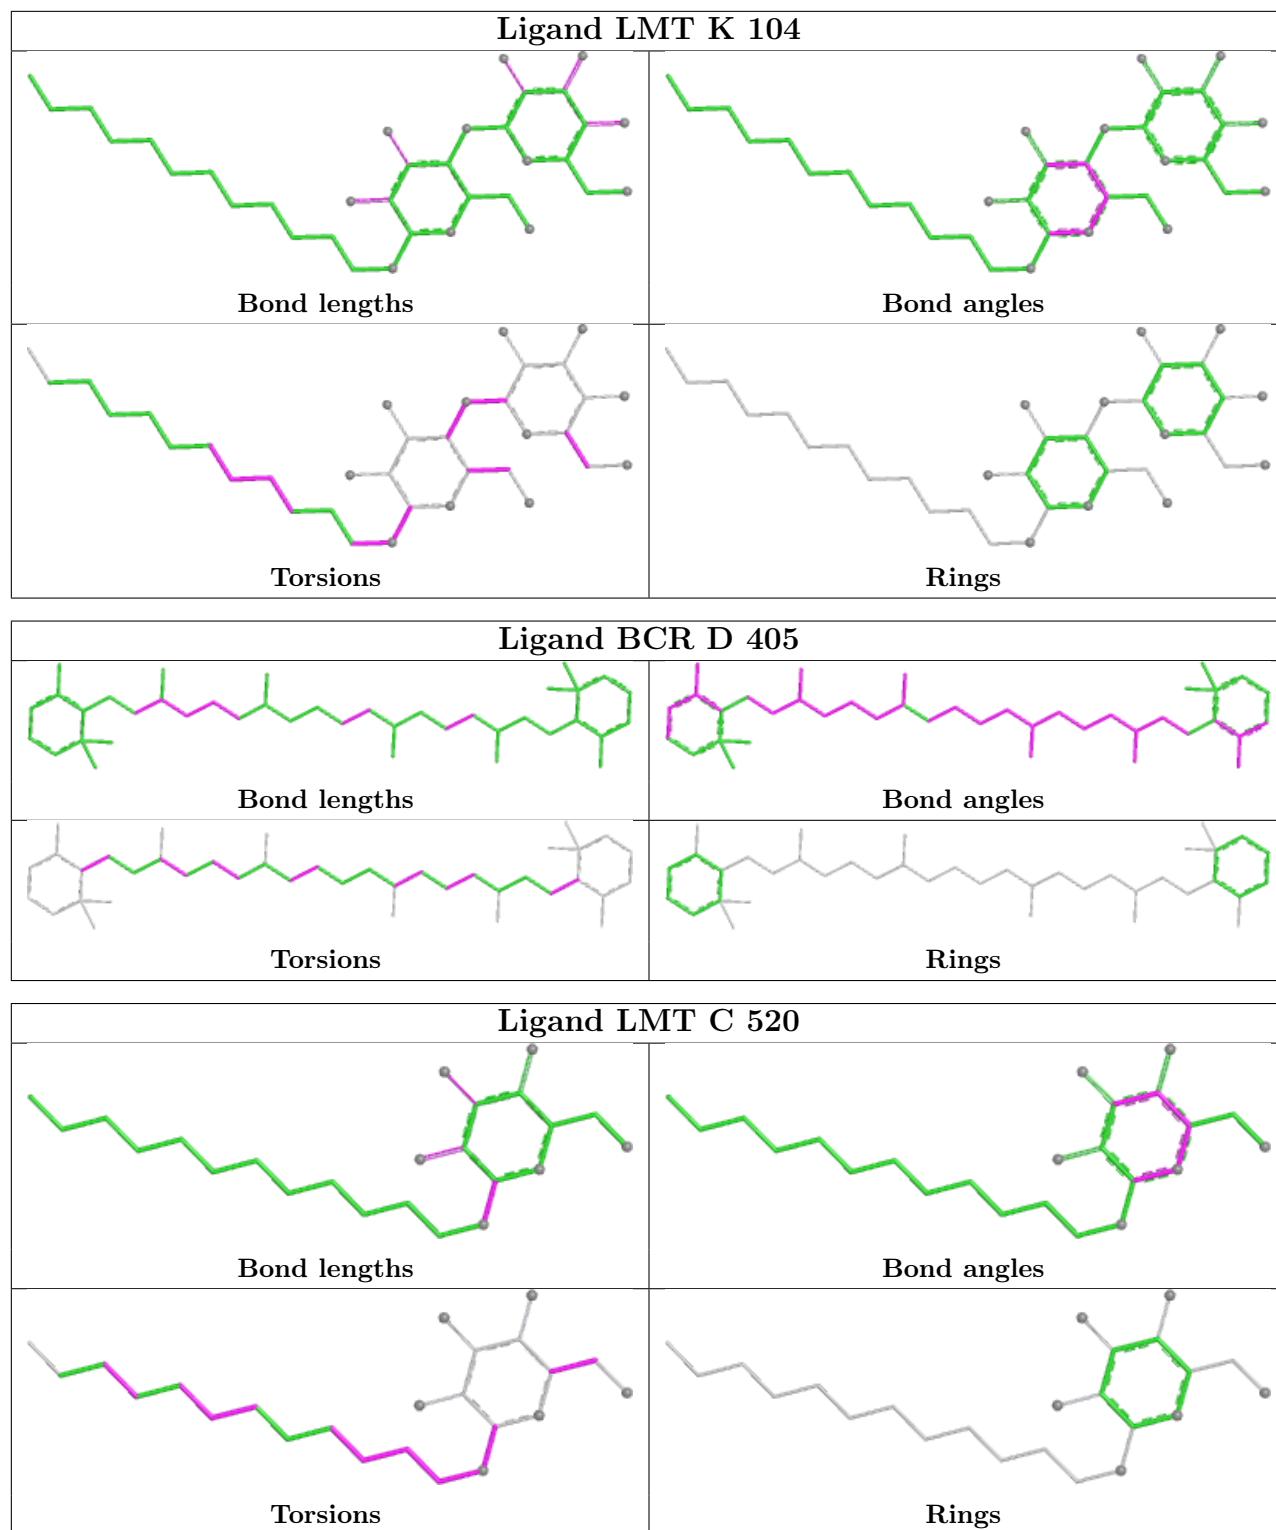 Ligand LMT K 104
Bond lengths
Bond angles
Torsions
Rings
Ligand BCR D 405
Bond lengths
Bond angles
Torsions
Rings
Ligand LMT C 520
Bond lengths
Bond angles
Torsions
Rings